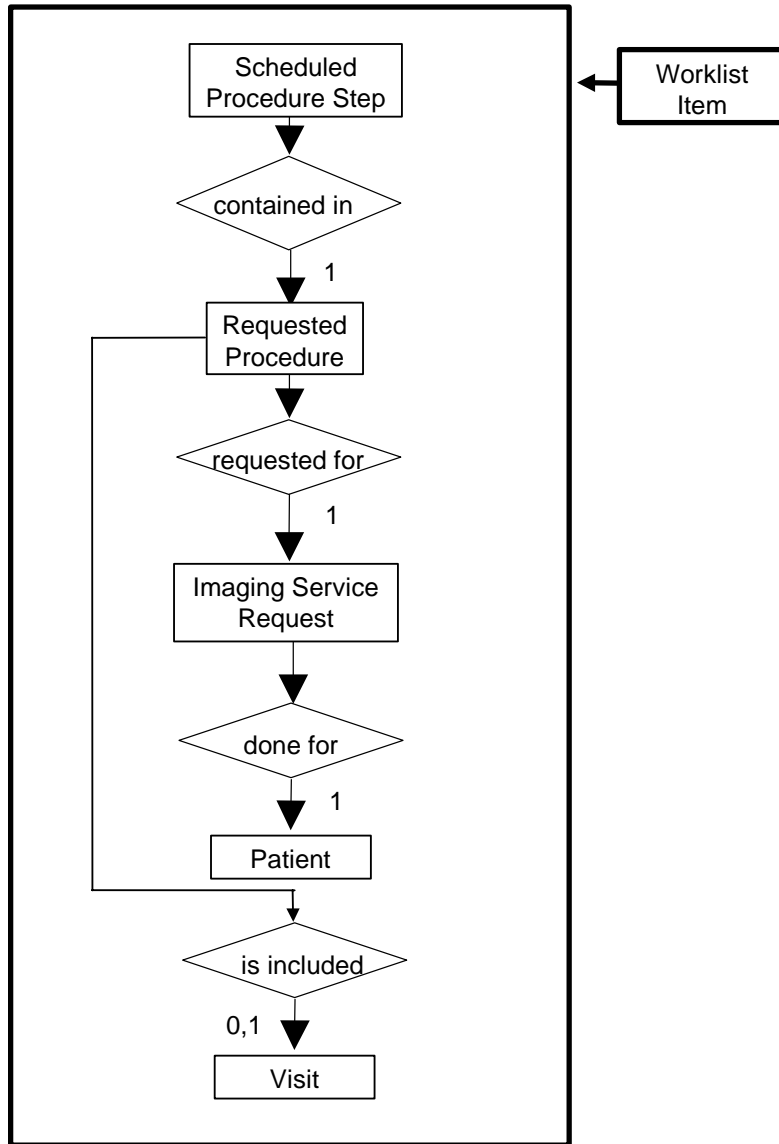 Scheduled
Procedure Step
Worklist
Item
contained in
1
Requested
Procedure
requested for
1
Imaging Service
Request
done for
1
Patient
is included
0,1
Visit